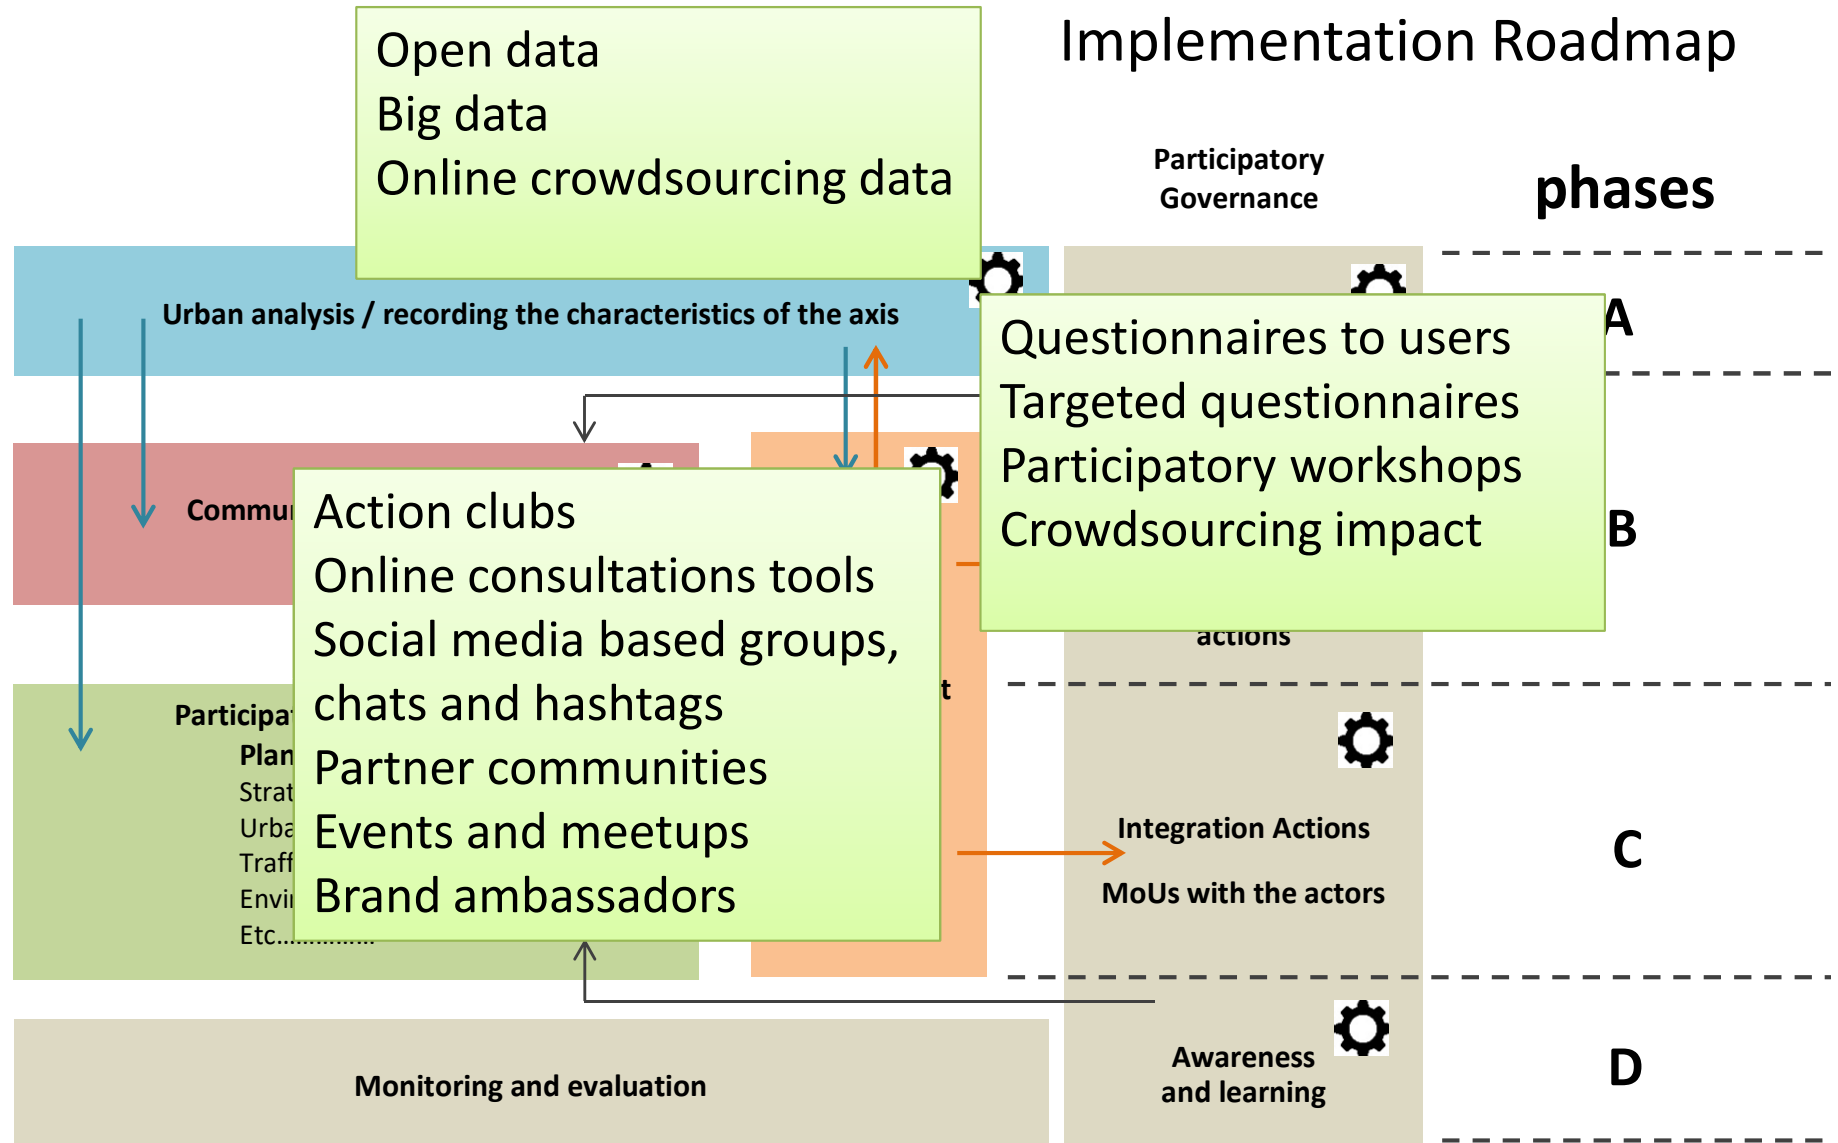 Implementation Roadmap
Open data
Big data
Online crowdsourcing data
Participatory
Governance
phases
Urban analysis / recording the characteristics of the axis
A
Questionnaires to users
Targeted questionnaires
Participatory workshops
Crowdsourcing impact
B
actions
Action clubs
Online consultations tools
Social media based groups,
chats and hashtags
Partner communities
Events and meetups
Brand ambassadors
Etc……………
Integration Actions
MoUs with the actors
C
Monitoring and evaluation
Awareness
and learning
D